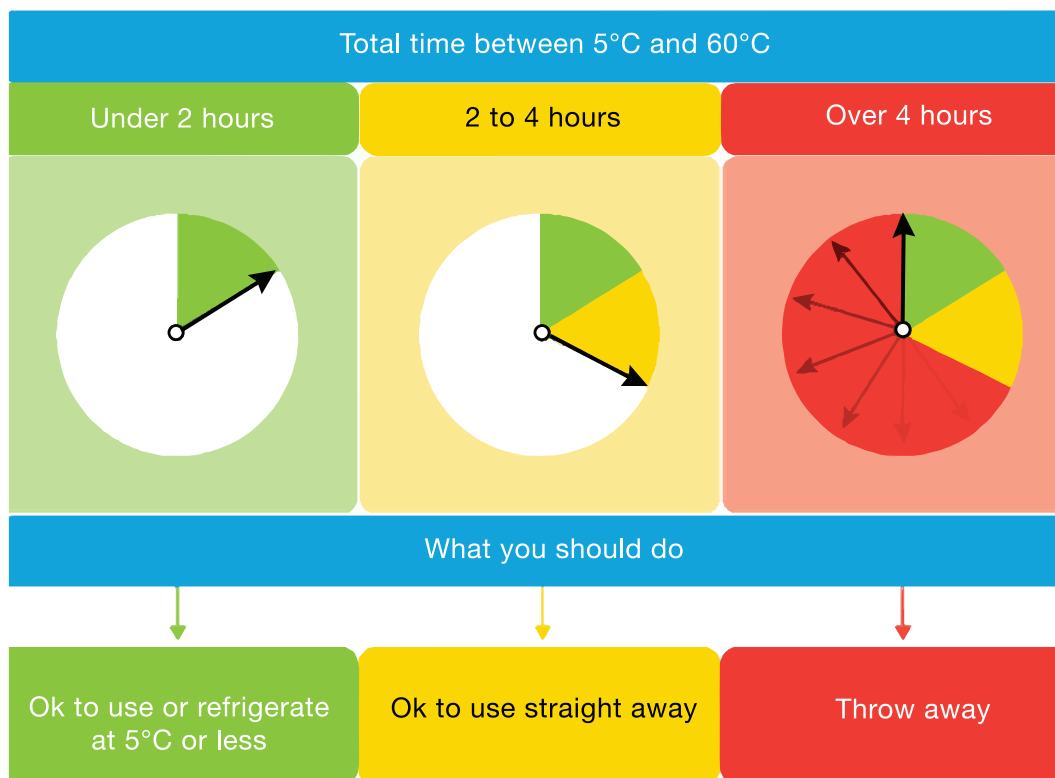 Total time between 5°C and 60°C
Under 2 hours
2 to 4 hours
Over 4 hours
What you should do
Ok to use or refrigerate
at 5°C or less
Ok to use straight away
Throw away